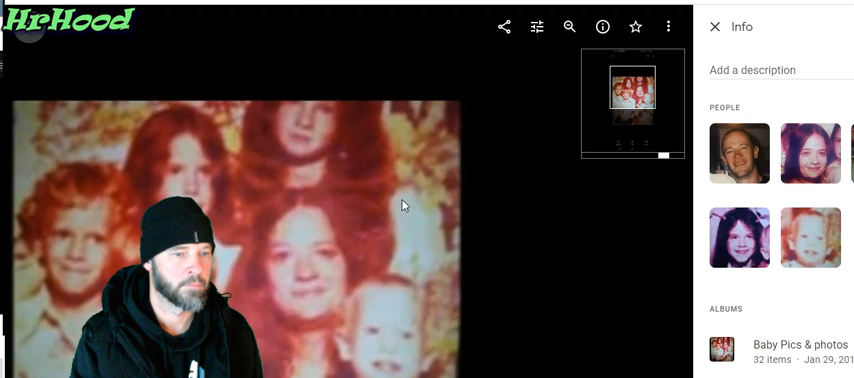 HrHood
Info
Add a description
PEOPLE
ALBUMS
Baby Pics & photos
32 items · Jan 29, 201